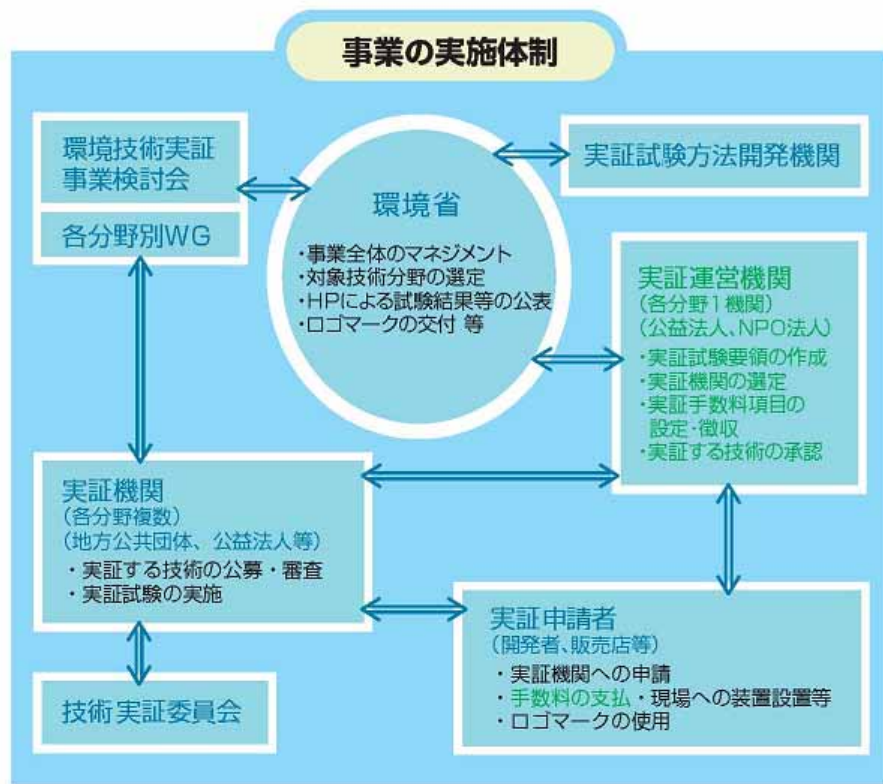 事業の実施体制
環境技術実証
事業検討会
各分野別WG
環境省
・事業全体のマネジメント
・対象技術分野の選定
・HPによる試験結果等の公表
・ロゴマークの交付 等
実証試験方法開発機関
実証運営機関
(各分野1機関)
(公益法人、NPO法人)
・実証試験要領の作成
・実証機関の選定
・実証手数料項目の
設定・徴収
・実証する技術の承認
実証機関
(各分野複数)
(地方公共団体、公益法人等)
・実証する技術の公募・審査
・実証試験の実施
技術実証委員会
実証申請者
(開発者、販売店等)
・実証機関への申請
・手数料の支払・現場への装置設置等
・ロゴマークの使用